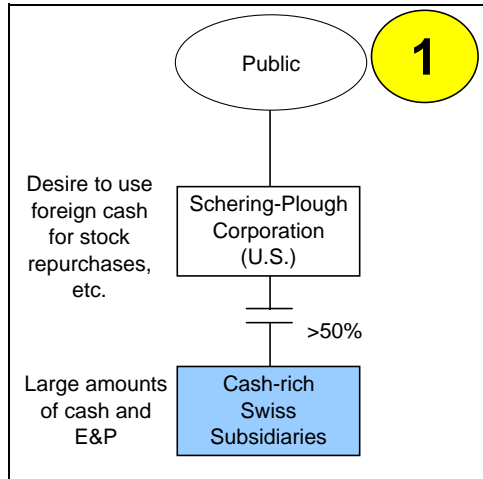 Public
1
Desire to use
foreign cash
for stock
repurchases,
etc.
Schering-Plough
Corporation
(U.S.)
>50%
Large amounts
of cash and
E&P
Cash-rich
Swiss
Subsidiaries